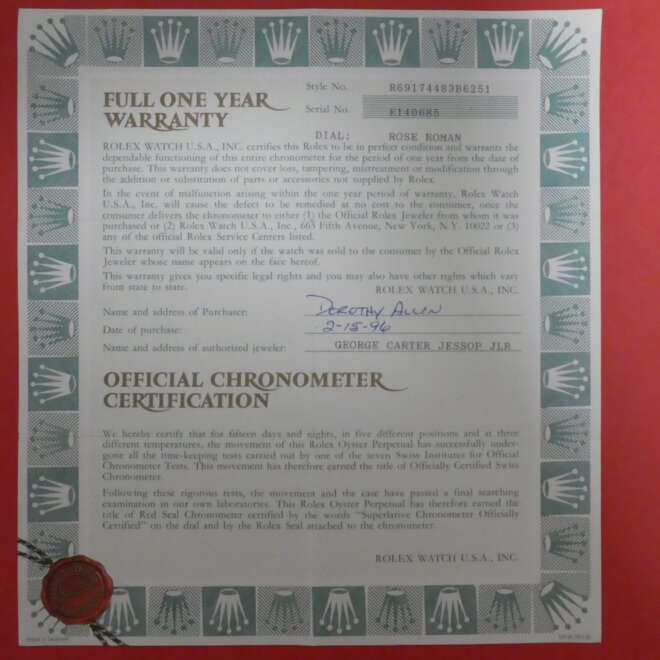 Style No. R69174483B6251
FULL ONE YEAR
WARRANTY
Serial No. E140685
DIAL: ROSE ROMAN
ROLEX WATCH U.S.A., INC. certifies this Rolex to be in perfect condition and warrants the
dependable functioning of this entire chronometer for the period of one year from the date of
purchase. This warranty does not cover loss, tampering, mistreatment or modification through
the addition or substitution of parts or accessories not supplied by Rolex.
In the event of malfunction arising within the one year period of warranty, Rolex Watch
U.S.A., Inc. will cause the defect to be remedied at no cost to the consumer, once the
consumer delivers the chronometer to either (1) the Official Rolex Jeweler from whom it was
purchased or (2) Rolex Watch U.S.A., Inc., 665 Fifth Avenue, New York, N.Y. 10022 or (3)
any of the official Rolex Service Centers listed.
This warranty will be valid only if the watch was sold to the consumer by the Official Rolex
Jeweler whose name appears on the face hereof.
This warranty gives you specific legal rights and you may also have other rights which vary
from state to state.
ROLEX WATCH U.S.A., INC.
Name and address of Purchaser: DOROTHY ALLEN
Date of purchase: 2-15-96
Name and address of authorized jeweler: GEORGE CARTER JESSOP JLR
OFFICIAL CHRONOMETER
CERTIFICATION
We hereby certify that for fifteen days and nights, in five different positions and at three
different temperatures, the movement of this Rolex Oyster Perpetual has successfully under-
gone all the time-keeping tests carried out by one of the seven Swiss Institutes for Official
Chronometer Tests. This movement has therefore earned the title of Officially Certified Swiss
Chronometer.
Following these rigorous tests, the movement and the case have passed a final searching
examination in our own laboratories. This Rolex Oyster Perpetual has therefore earned the
title of Red Seal Chronometer certified by the words "Superlative Chronometer Officially
Certified" on the dial and by the Rolex Seal attached to the chronometer.
ROLEX WATCH U.S.A., INC.